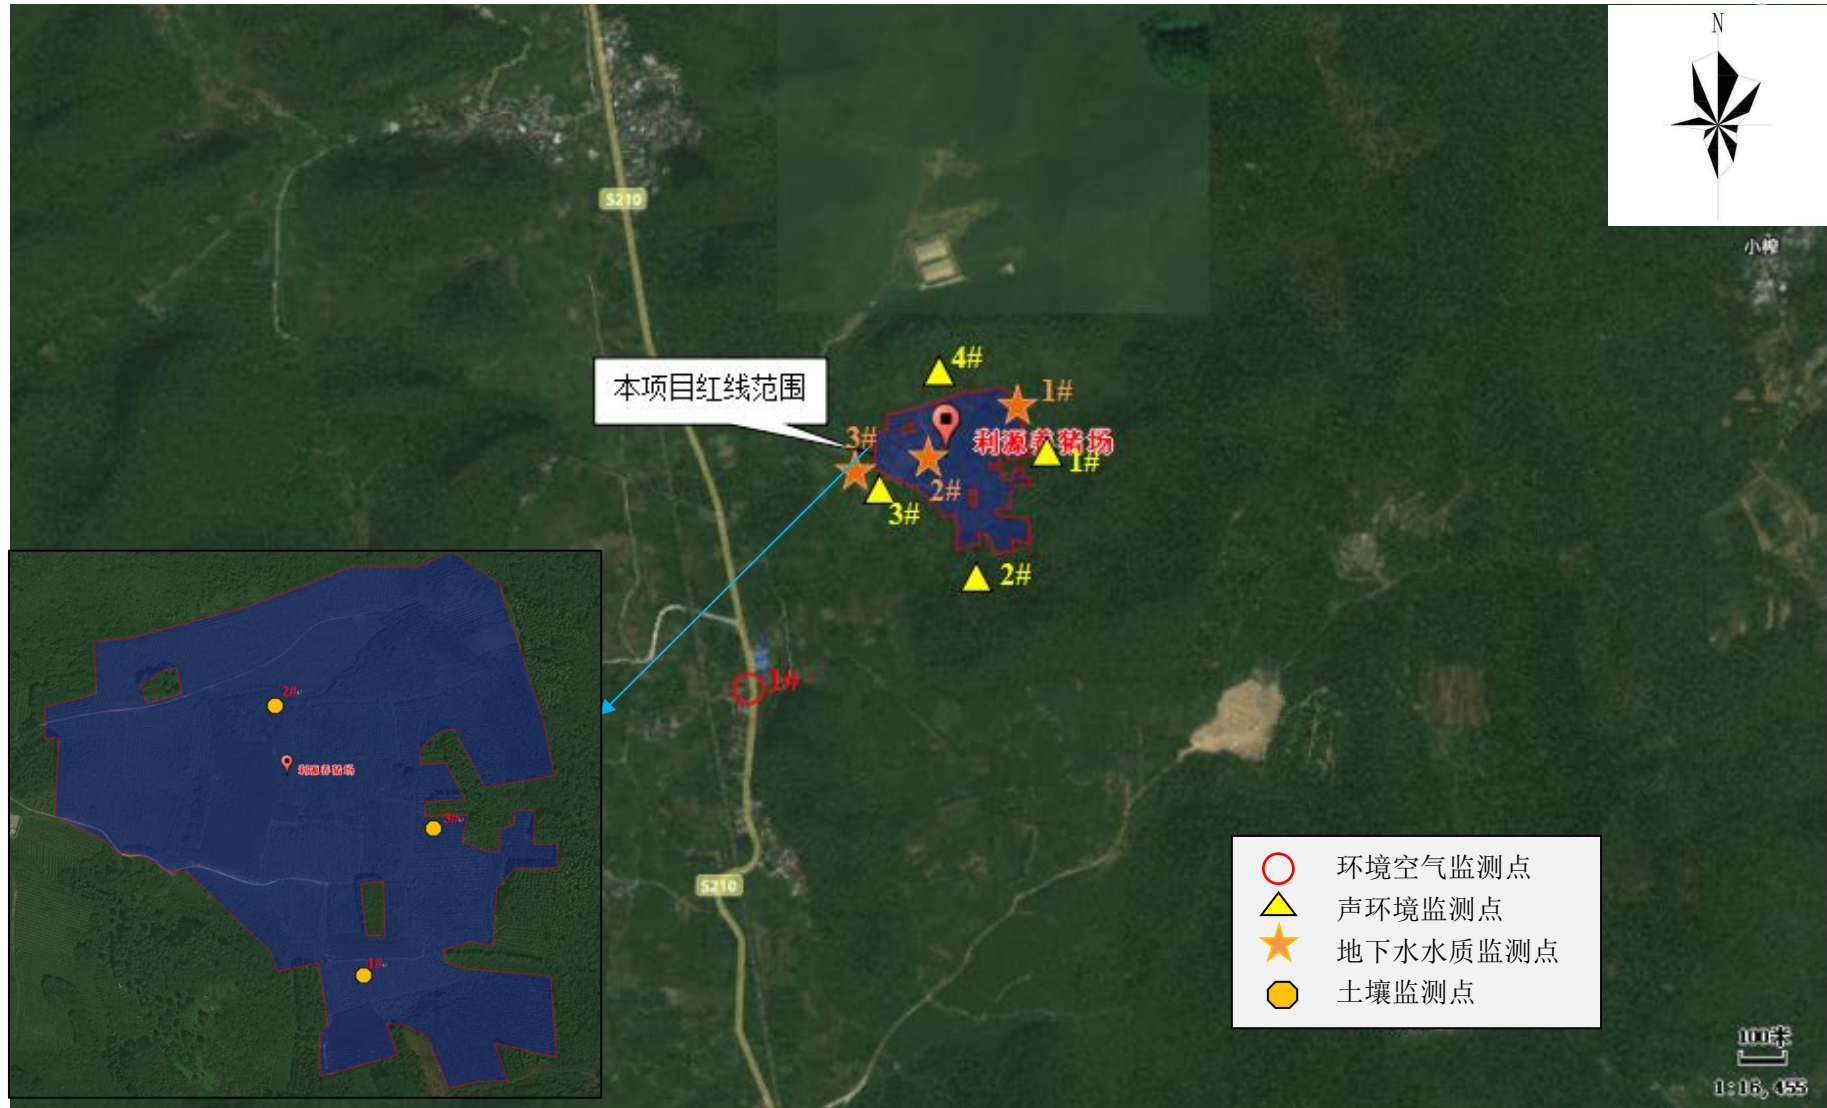 N
S210
小榨
4#
本项目红线范围
1#
3#
利源养猪场
1#
2#
3#
2#
1#
2#
利源养猪场
3#
1#
S210
环境空气监测点
声环境监测点
地下水水质监测点
土壤监测点
100米
1:16,455